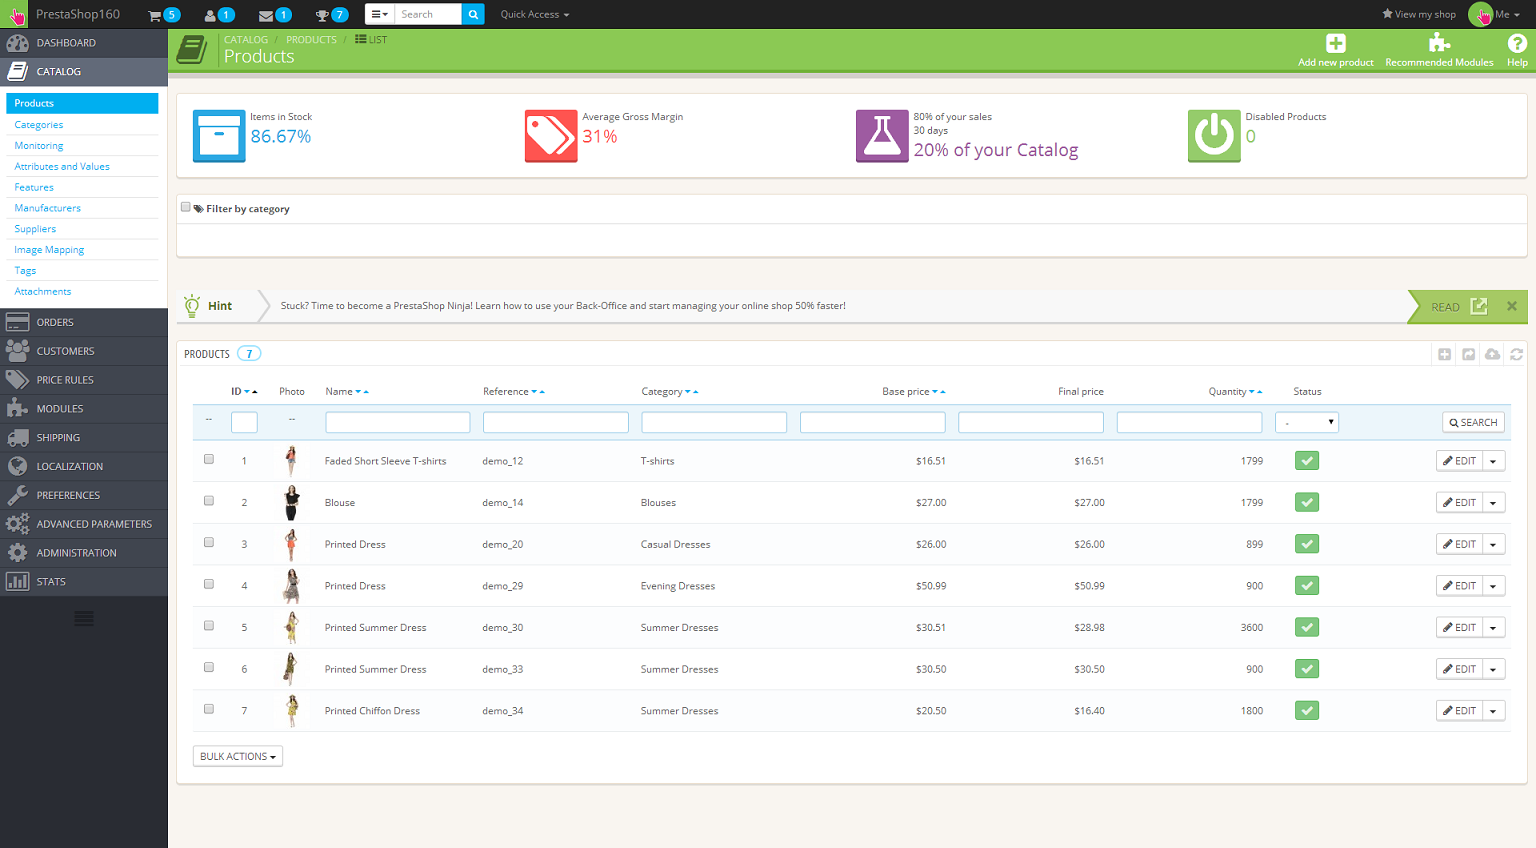 PrestaShop160 5 1 1 7 Search Quick Access View my shop Me
DASHBOARD
CATALOG
Products
Categories
Monitoring
Attributes and Values
Features
Manufacturers
Suppliers
Image Mapping
Tags
Attachments
ORDERS
CUSTOMERS
PRICE RULES
MODULES
SHIPPING
LOCALIZATION
PREFERENCES
ADVANCED PARAMETERS
ADMINISTRATION
STATS
CATALOG / PRODUCTS / LIST
Products
Add new product Recommended Modules Help
Items in Stock
86.67%
Average Gross Margin
31%
80% of your sales
30 days
20% of your Catalog
Disabled Products
0
Filter by category
Hint Stuck? Time to become a PrestaShop Ninja! Learn how to use your Back-Office and start managing your online shop 50% faster! READ
PRODUCTS 7
ID Photo Name Reference Category Base price Final price Quantity Status
-- -- - SEARCH
1 Faded Short Sleeve T-shirts demo_12 T-shirts $16.51 $16.51 1799 EDIT
2 Blouse demo_14 Blouses $27.00 $27.00 1799 EDIT
3 Printed Dress demo_20 Casual Dresses $26.00 $26.00 899 EDIT
4 Printed Dress demo_29 Evening Dresses $50.99 $50.99 900 EDIT
5 Printed Summer Dress demo_30 Summer Dresses $30.51 $28.98 3600 EDIT
6 Printed Summer Dress demo_33 Summer Dresses $30.50 $30.50 900 EDIT
7 Printed Chiffon Dress demo_34 Summer Dresses $20.50 $16.40 1800 EDIT
BULK ACTIONS